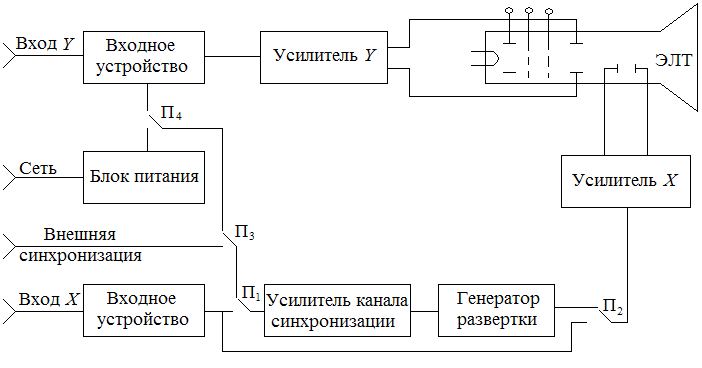 Вход Y
Входное
устройство
Усилитель Y
ЭЛТ
П4
Сеть
Блок питания
Усилитель X
Внешняя
синхронизация
П3
Вход X
Входное
устройство
П1
Усилитель канала
синхронизации
Генератор
развертки
П2